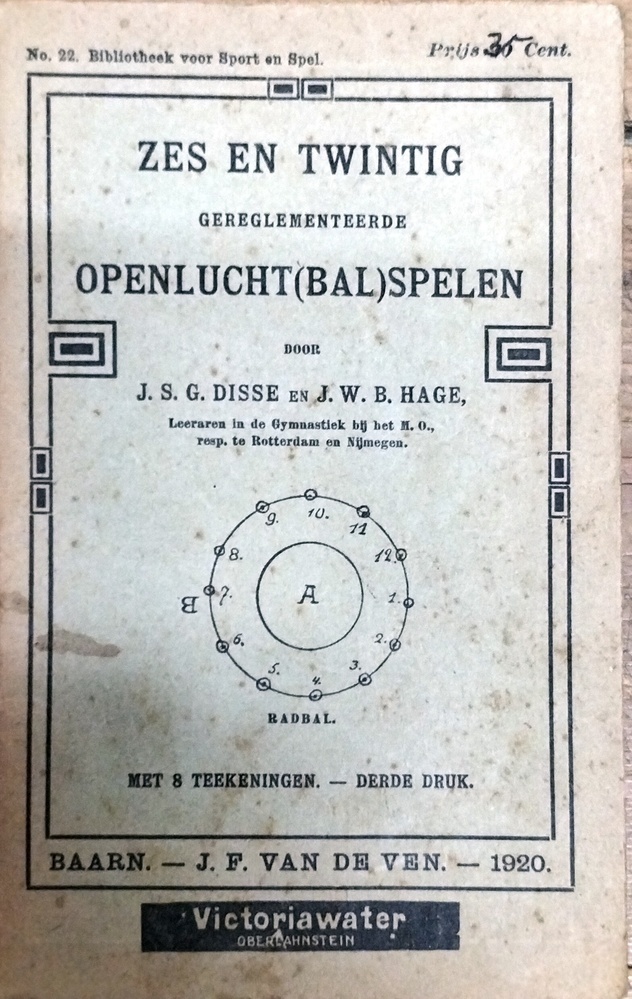 No. 22. Bibliotheek voor Sport en Spel.
Prijs 35 Cent.
ZES EN TWINTIG
GEREGLEMENTEERDE
OPENLUCHT(BAL)SPELEN
DOOR
J. S. G. DISSE EN J. W. B. HAGE,
Leeraren in de Gymnastiek bij het M. O.,
resp. te Rotterdam en Nijmegen.
10.
9.
11
8.
12.
B
7.
A
1.
6.
2.
5.
3.
4.
RADBAL.
MET 8 TEEKENINGEN. — DERDE DRUK.
BAARN. — J. F. VAN DE VEN. — 1920.
Victoriawater
OBERLAHNSTEIN